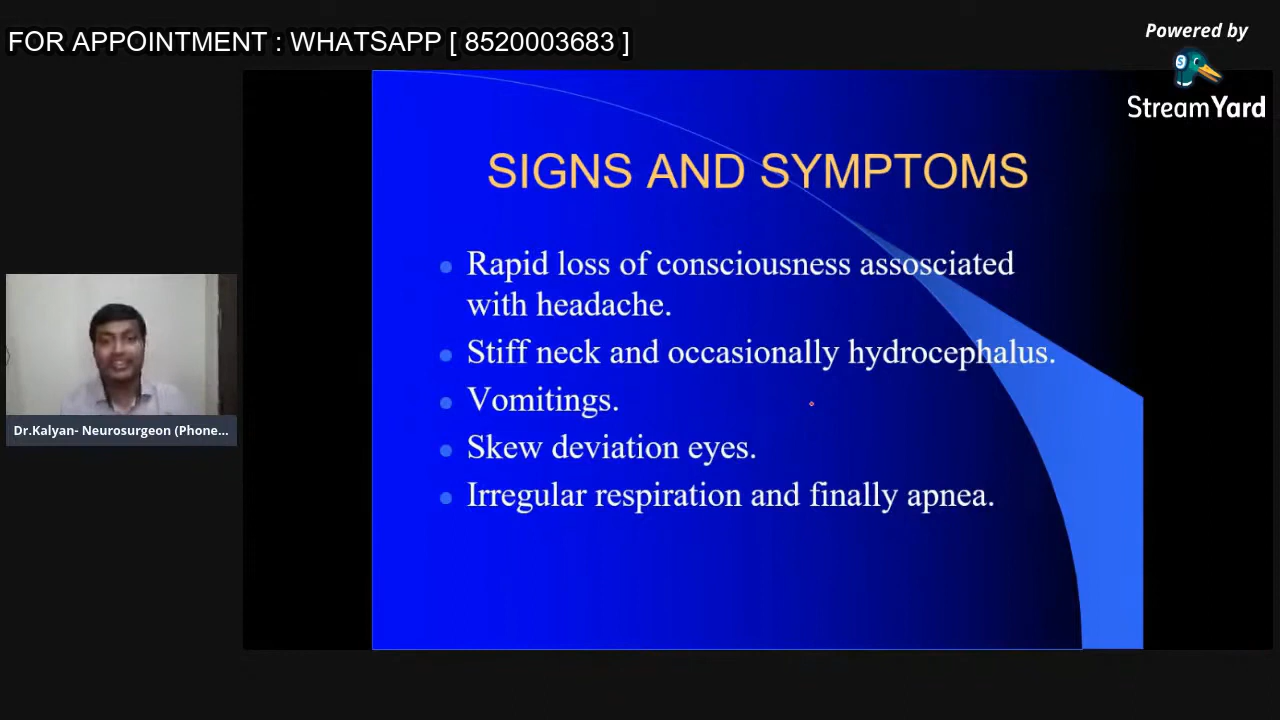 FOR APPOINTMENT : WHATSAPP [ 8520003683 ]
Powered by
StreamYard
SIGNS AND SYMPTOMS
Rapid loss of consciousness assosciated
with headache.
Stiff neck and occasionally hydrocephalus.
Vomitings.
Skew deviation eyes.
Irregular respiration and finally apnea.
Dr.Kalyan- Neurosurgeon (Phone...